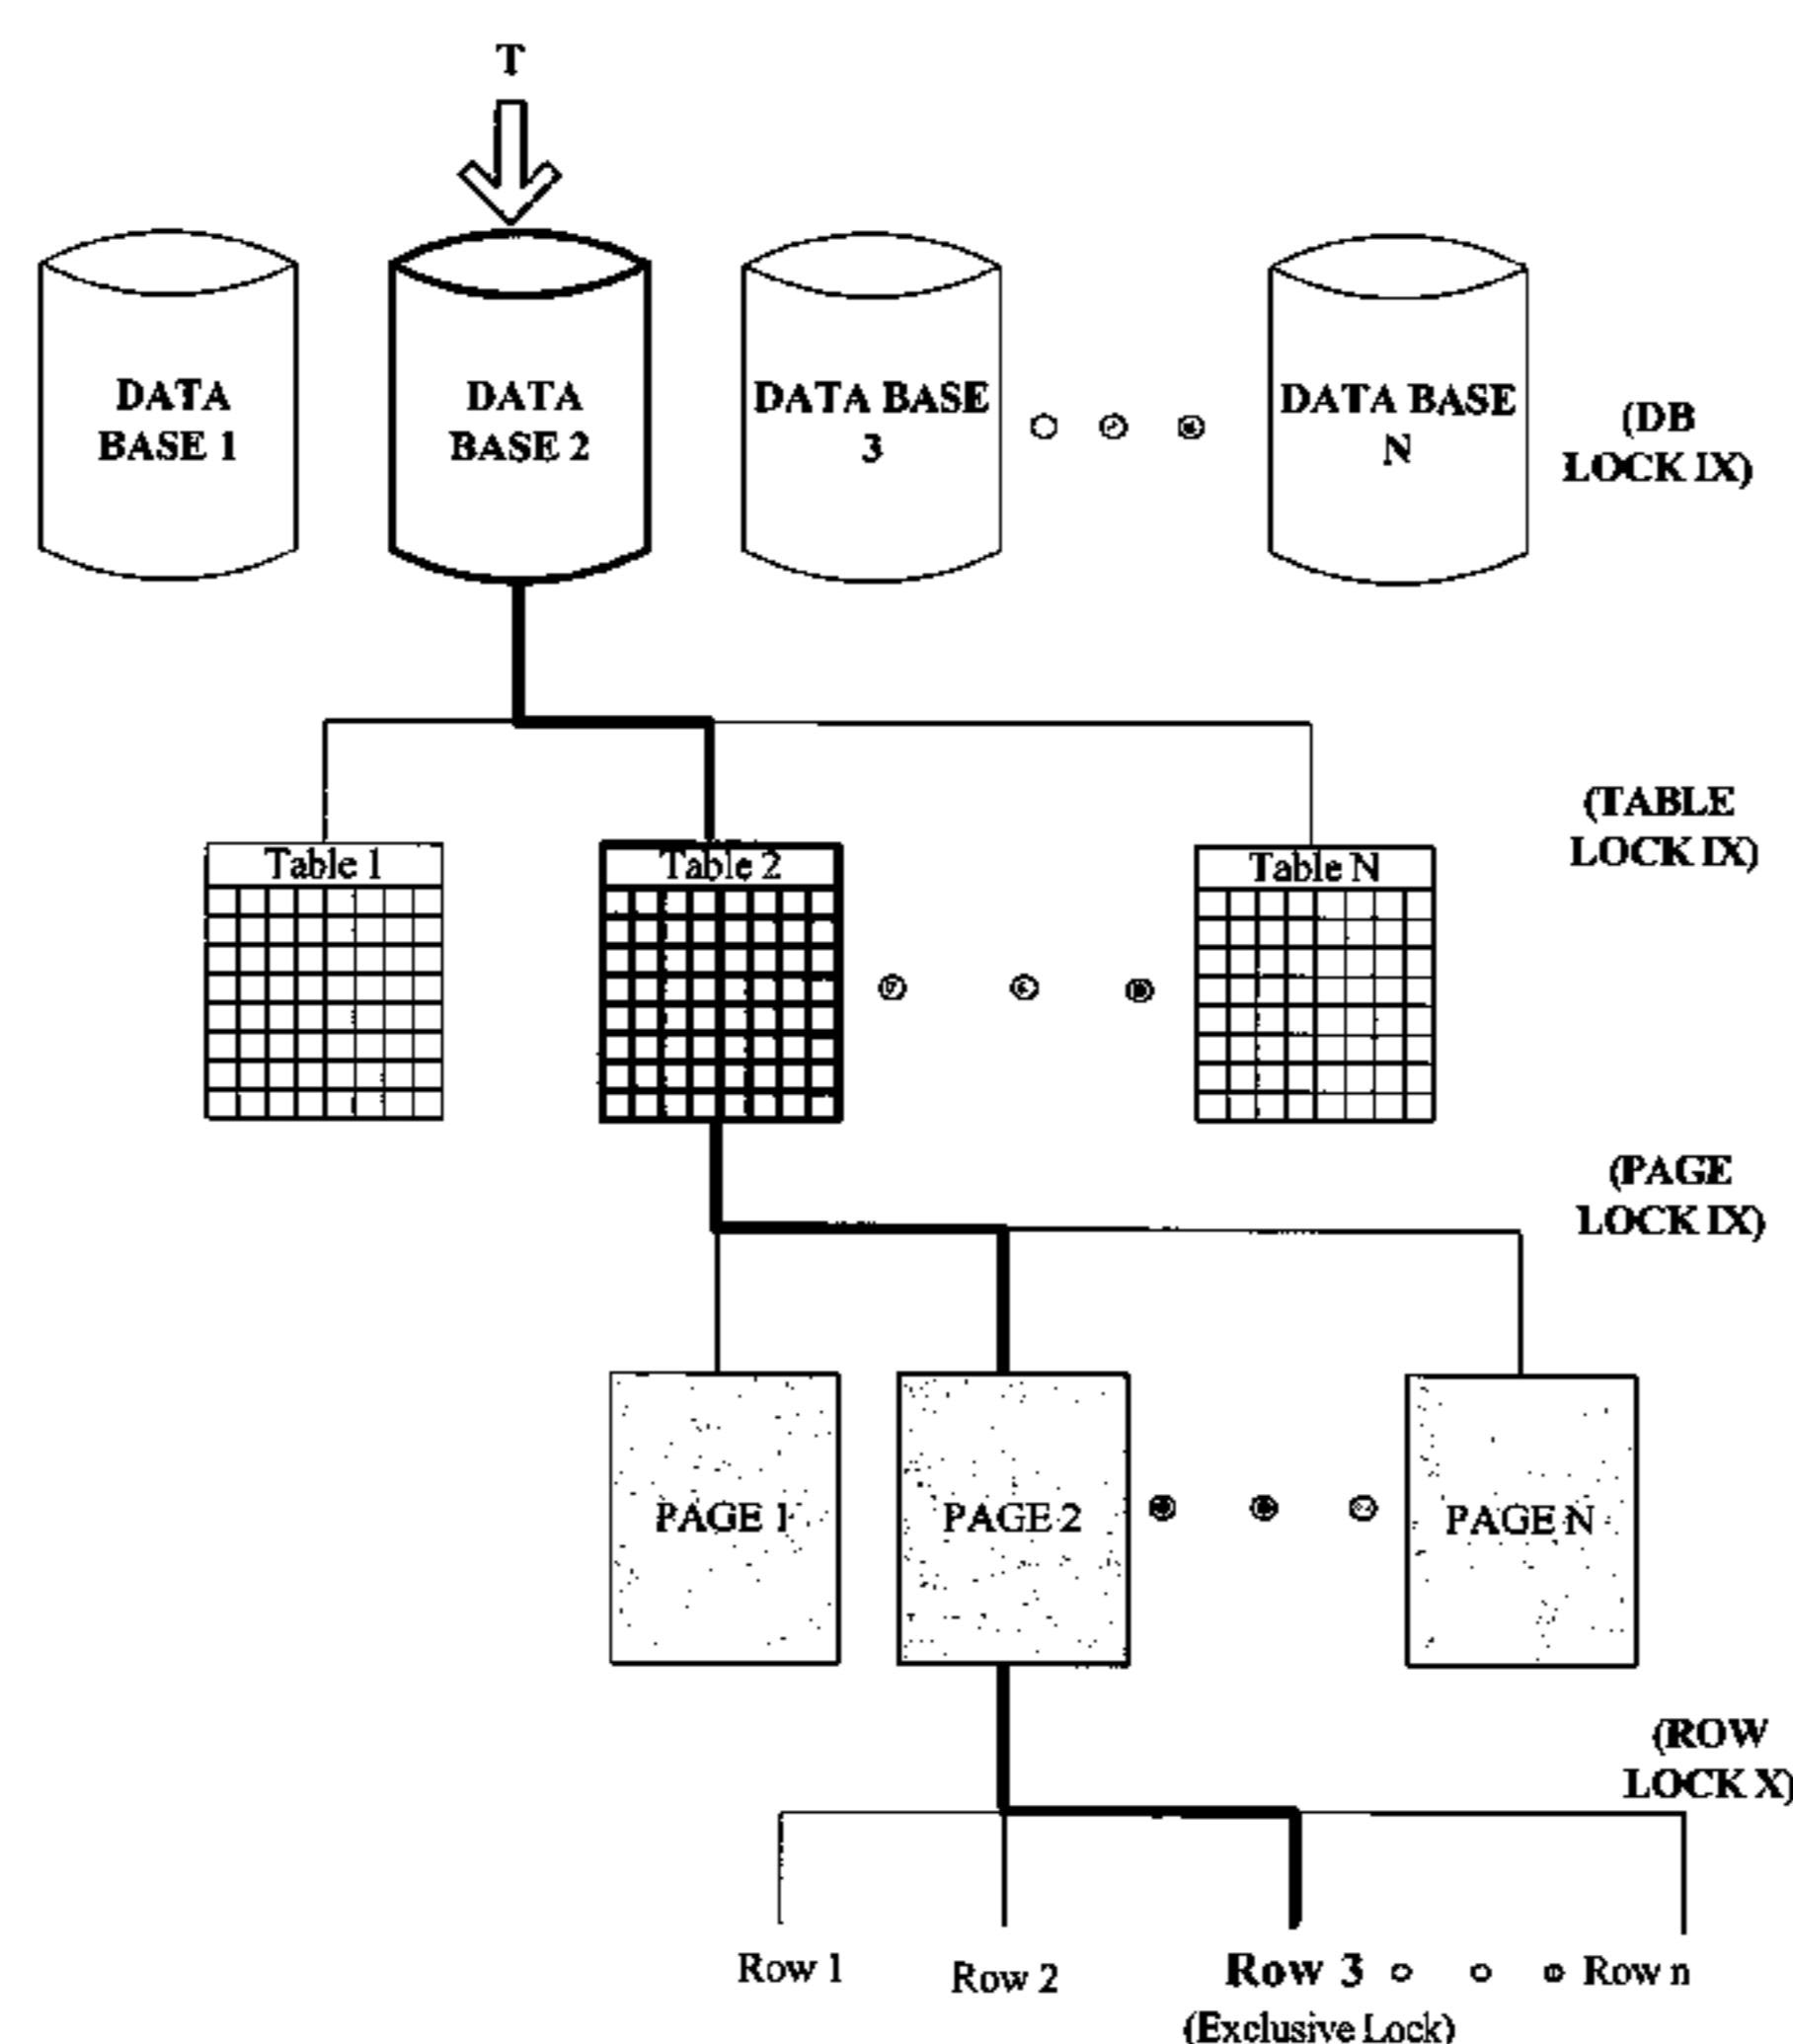 T
DATA
BASE 1
DATA
BASE 2
DATA BASE
3
DATA BASE
N
(DB
LOCK IX)
(TABLE
LOCK IX)
Table 1
Table 2
Table N
(PAGE
LOCK IX)
PAGE 1
PAGE 2
PAGE N
(ROW
LOCK X)
Row 1
Row 2
Row 3
Row n
(Exclusive Lock)